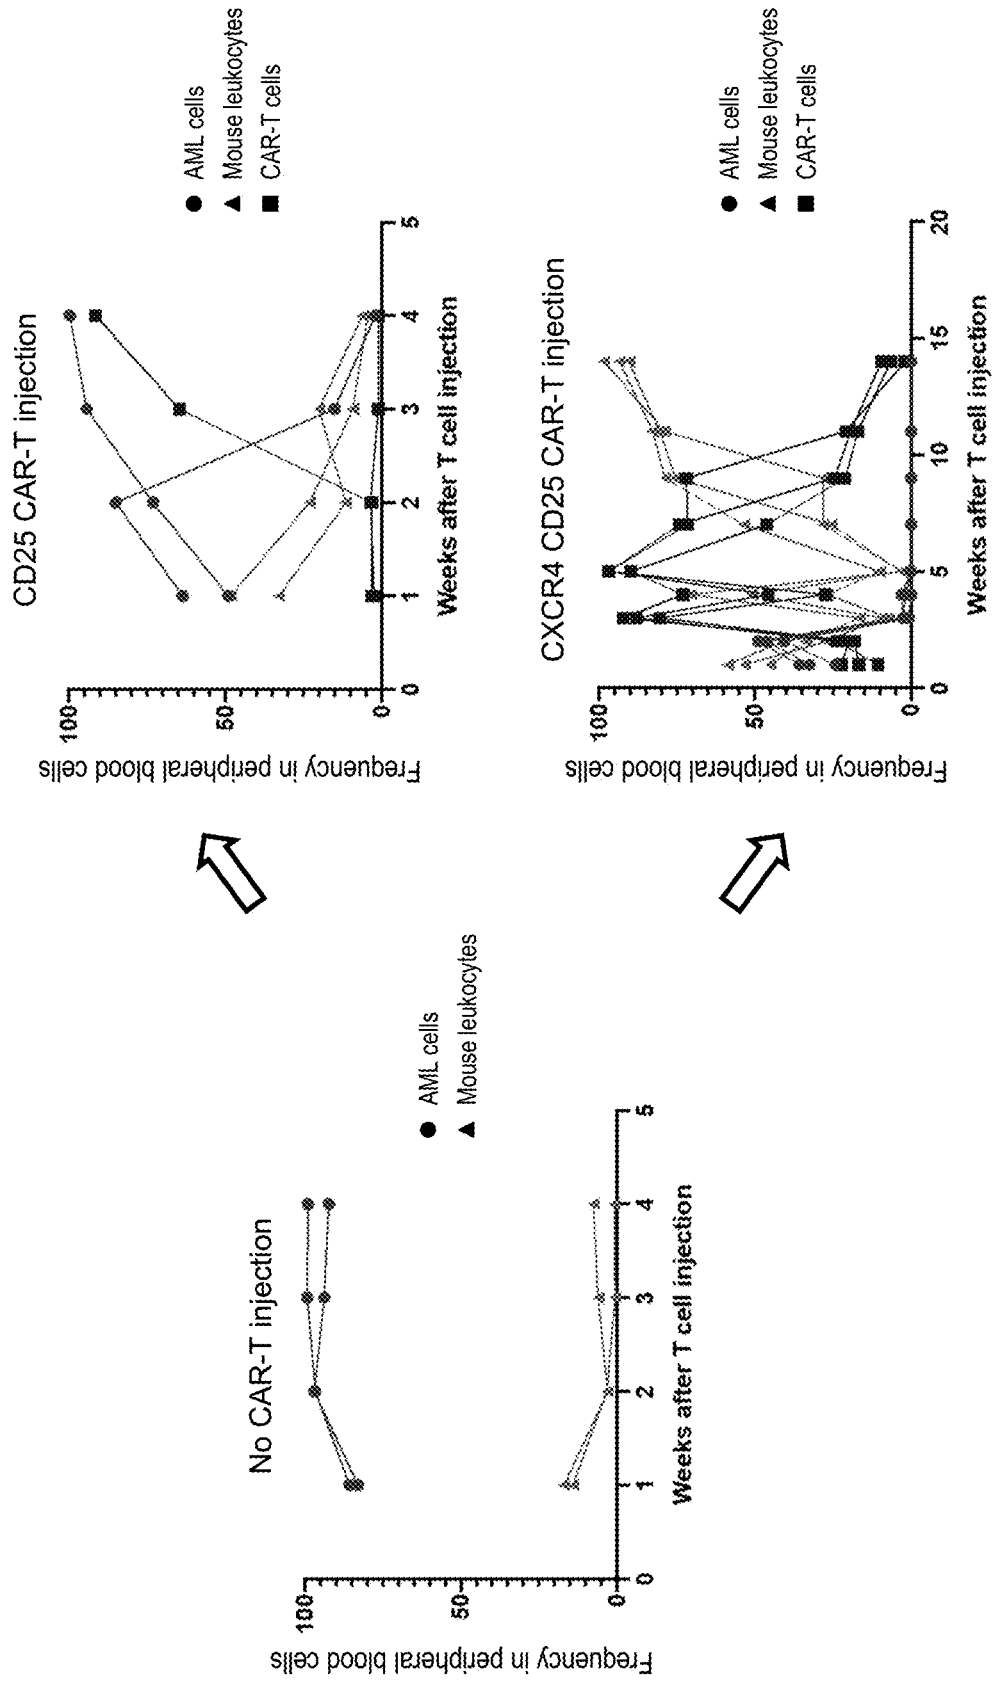 No CAR-T injection
Frequency in peripheral blood cells
100
50
0
0
1
2
3
4
5
Weeks after T cell injection
AML cells
Mouse leukocytes
CD25 CAR-T injection
Frequency in peripheral blood cells
100
50
0
0
1
2
3
4
5
Weeks after T cell injection
AML cells
Mouse leukocytes
CAR-T cells
CXCR4 CD25 CAR-T injection
Frequency in peripheral blood cells
100
50
0
0
5
10
15
20
Weeks after T cell injection
AML cells
Mouse leukocytes
CAR-T cells